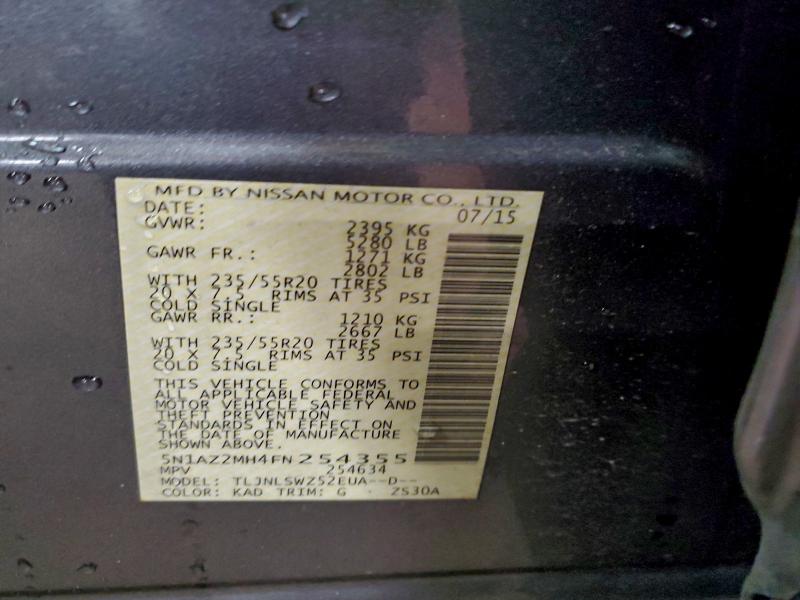 MFD BY NISSAN MOTOR CO., LTD.
DATE: 07/15
GVWR: 2395 KG
5280 LB
GAWR FR.: 1271 KG
2802 LB
WITH 235/55R20 TIRES
20 X 7.5 RIMS AT 35 PSI
COLD SINGLE
GAWR RR.: 1210 KG
2667 LB
WITH 235/55R20 TIRES
20 X 7.5 RIMS AT 35 PSI
COLD SINGLE
THIS VEHICLE CONFORMS TO
ALL APPLICABLE FEDERAL
MOTOR VEHICLE SAFETY AND
THEFT PREVENTION
STANDARDS IN EFFECT ON
THE DATE OF MANUFACTURE
SHOWN ABOVE.
5N1AZ2MH4FN254355
MPV 254634
MODEL: TLJNLSWZ52EUA--D--
COLOR: KAD TRIM: G · ZS30A